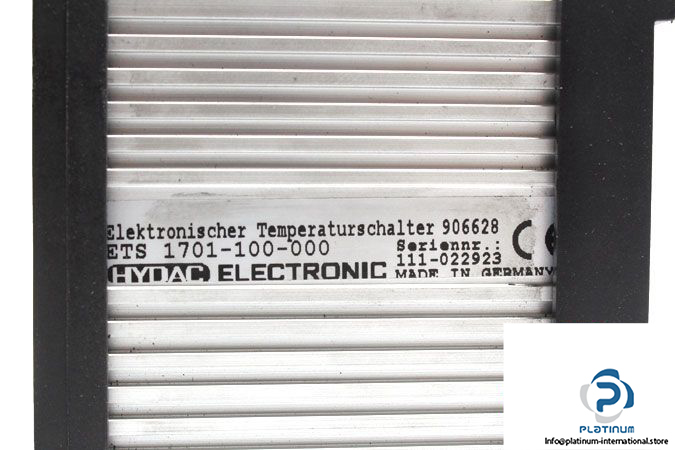 Elektronischer Temperaturschalter 906628
ETS 1701-100-000
Seriennr.:
111-022923
HYDAC ELECTRONIC
MADE IN GERMANY
CE
PLATINUM
Info@platinum-international.store